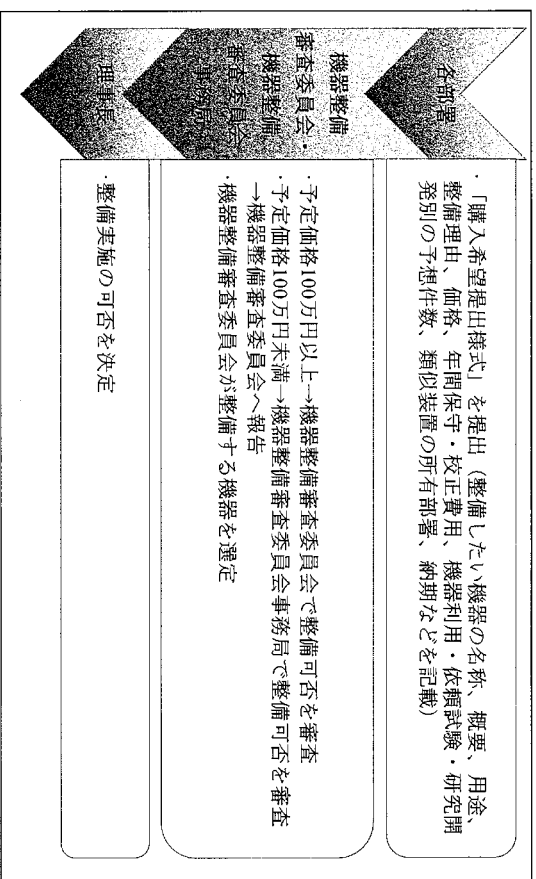 各部署
・「購入希望提出様式」を提出（整備したい機器の名称、概要、用途、
整備理由、価格、年間保守・校正費用、機器利用・依頼試験・研究開
発別の予想件数、類似装置の所有部署、納期などを記載）
機器整備
審査委員会・
機器整備
審査委員会
事務局
・予定価格100万円以上→機器整備審査委員会で整備可否を審査
・予定価格100万円未満→機器整備審査委員会事務局で整備可否を審査
→機器整備審査委員会へ報告
・機器整備審査委員会が整備する機器を選定
理事長
・整備実施の可否を決定